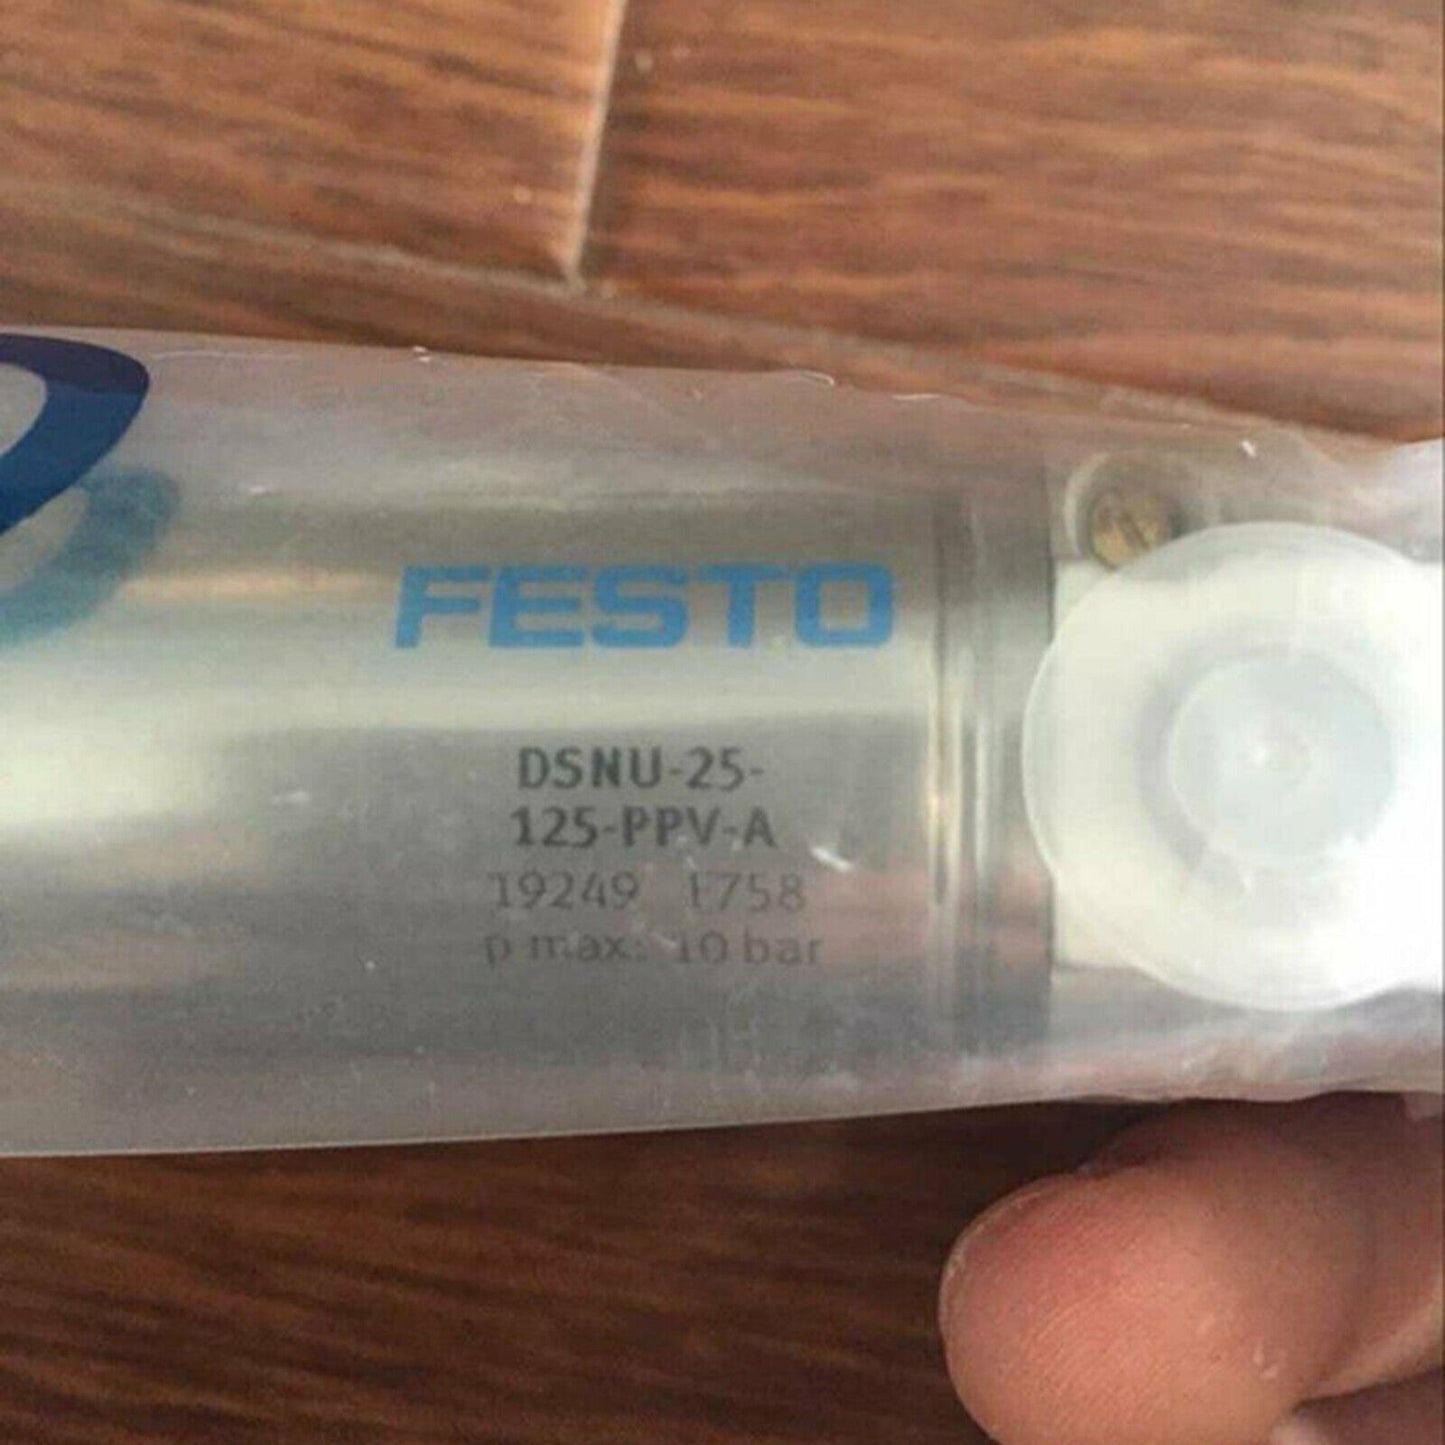 FESTO
DSNU-25-
125-PPV-A
19249 1758
p max: 10 bar